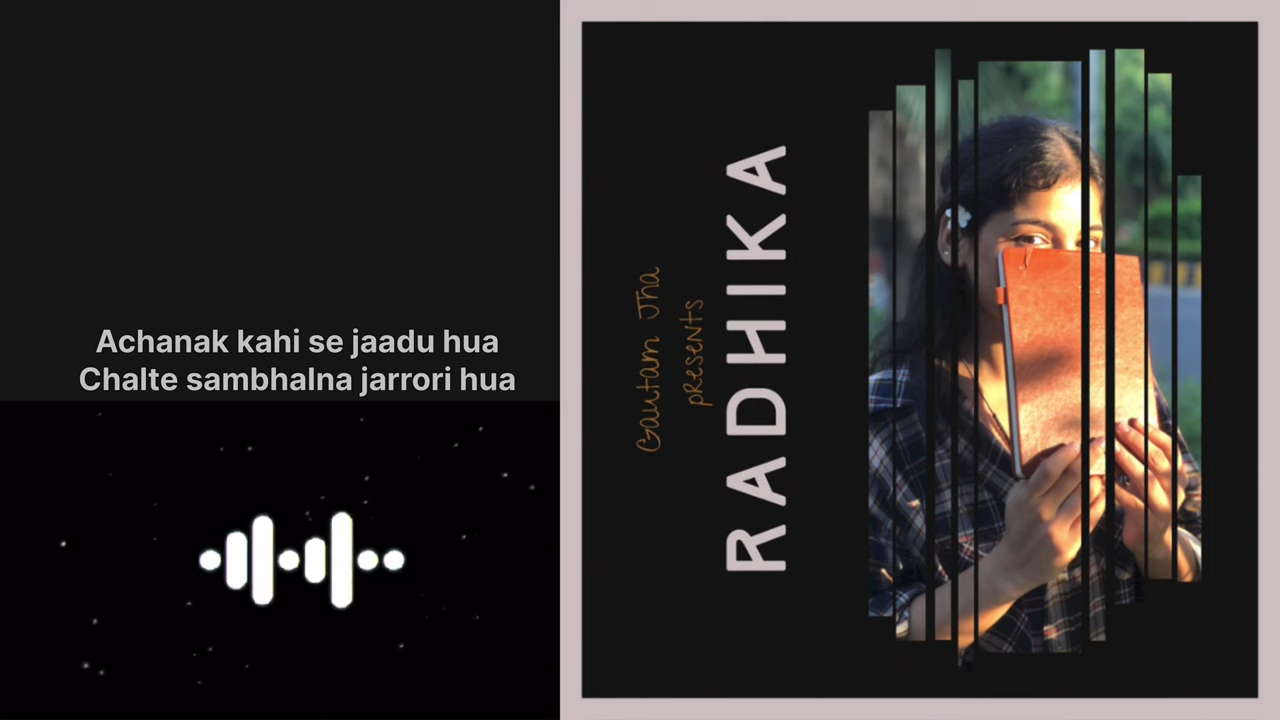 Achanak kahi se jaadu hua
Chalte sambhalna jarrori hua
Gautam Jha
presents
RADHIKA